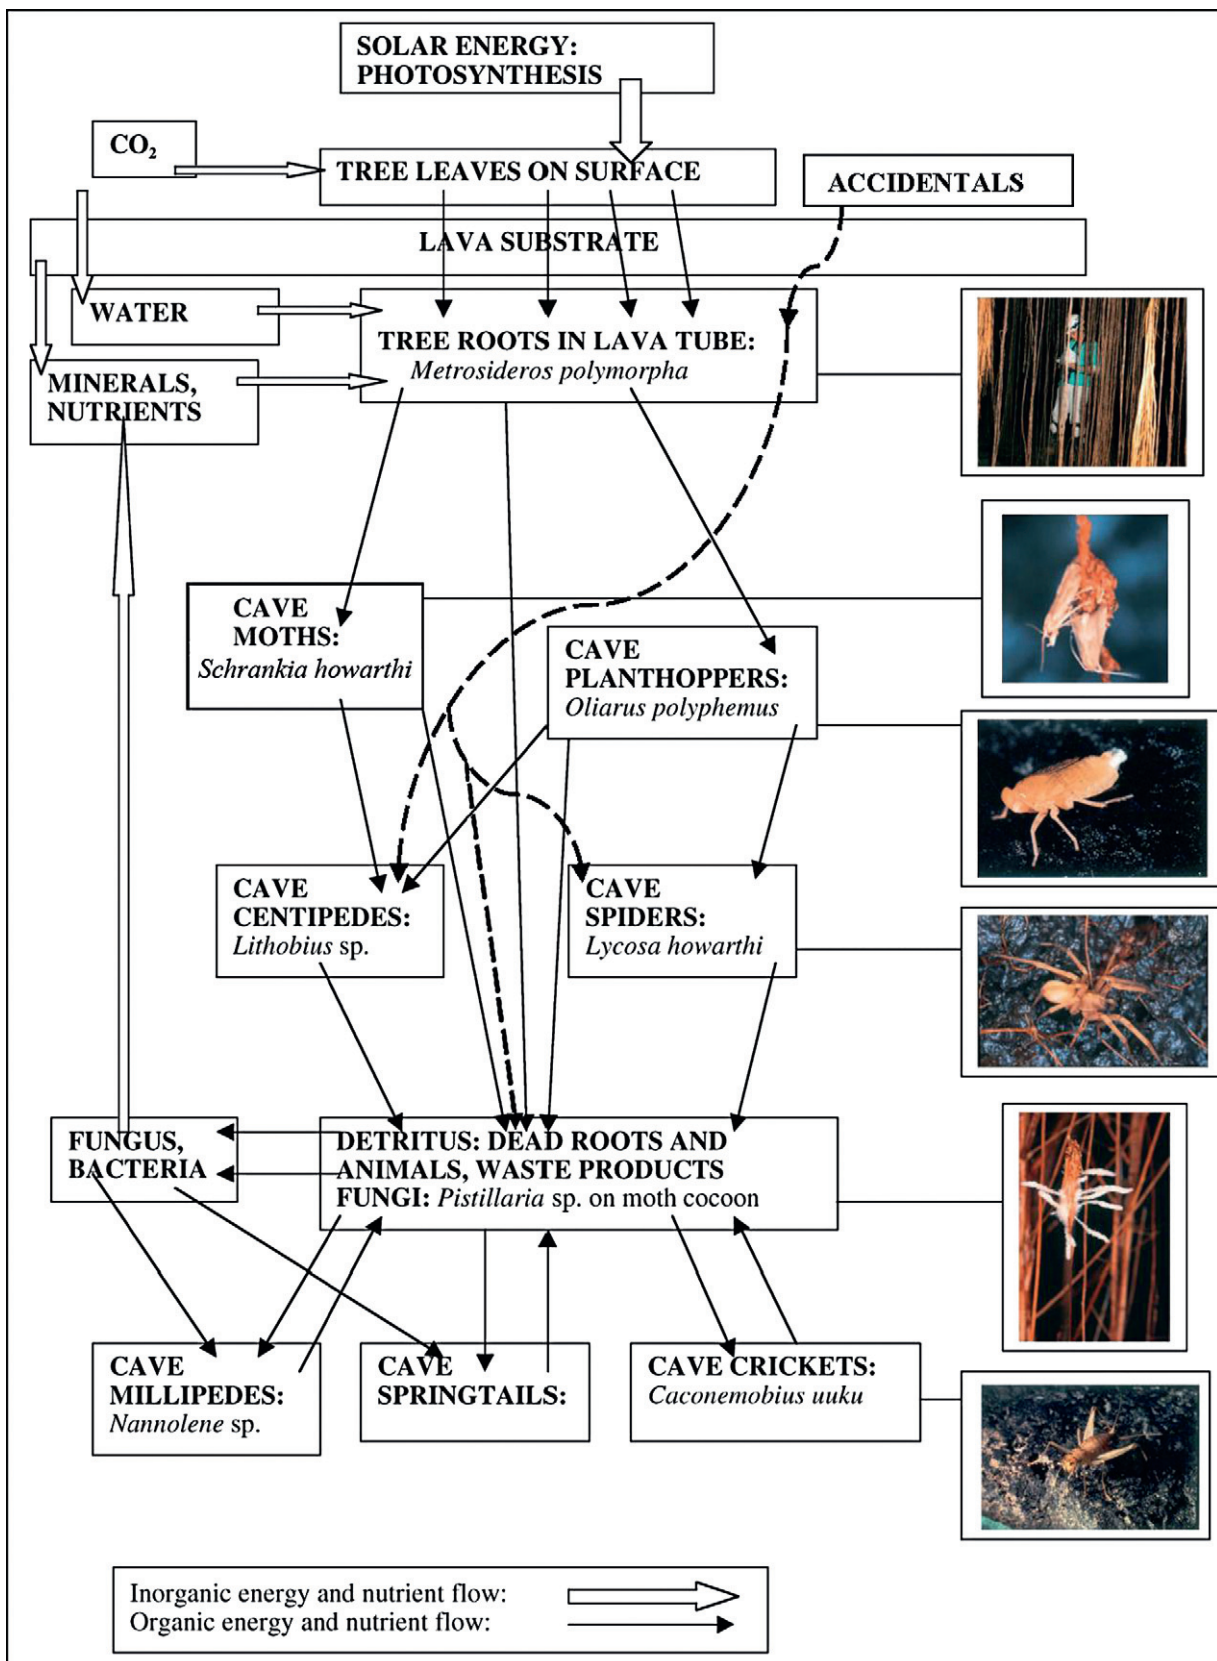 SOLAR ENERGY:
PHOTOSYNTHESIS
CO₂
TREE LEAVES ON SURFACE
ACCIDENTALS
LAVA SUBSTRATE
WATER
TREE ROOTS IN LAVA TUBE:
Metrosideros polymorpha
MINERALS,
NUTRIENTS
CAVE
MOTHS:
Schrankia howarthi
CAVE
PLANTHOPPERS:
Oliarus polyphemus
CAVE
CENTIPEDES:
Lithobius sp.
CAVE
SPIDERS:
Lycosa howarthi
FUNGUS,
BACTERIA
DETRITUS: DEAD ROOTS AND
ANIMALS, WASTE PRODUCTS
FUNGI: Pistillaria sp. on moth cocoon
CAVE
MILLIPEDES:
Nannolene sp.
CAVE
SPRINGTAILS:
CAVE CRICKETS:
Caconemobius uuku
Inorganic energy and nutrient flow:
Organic energy and nutrient flow: